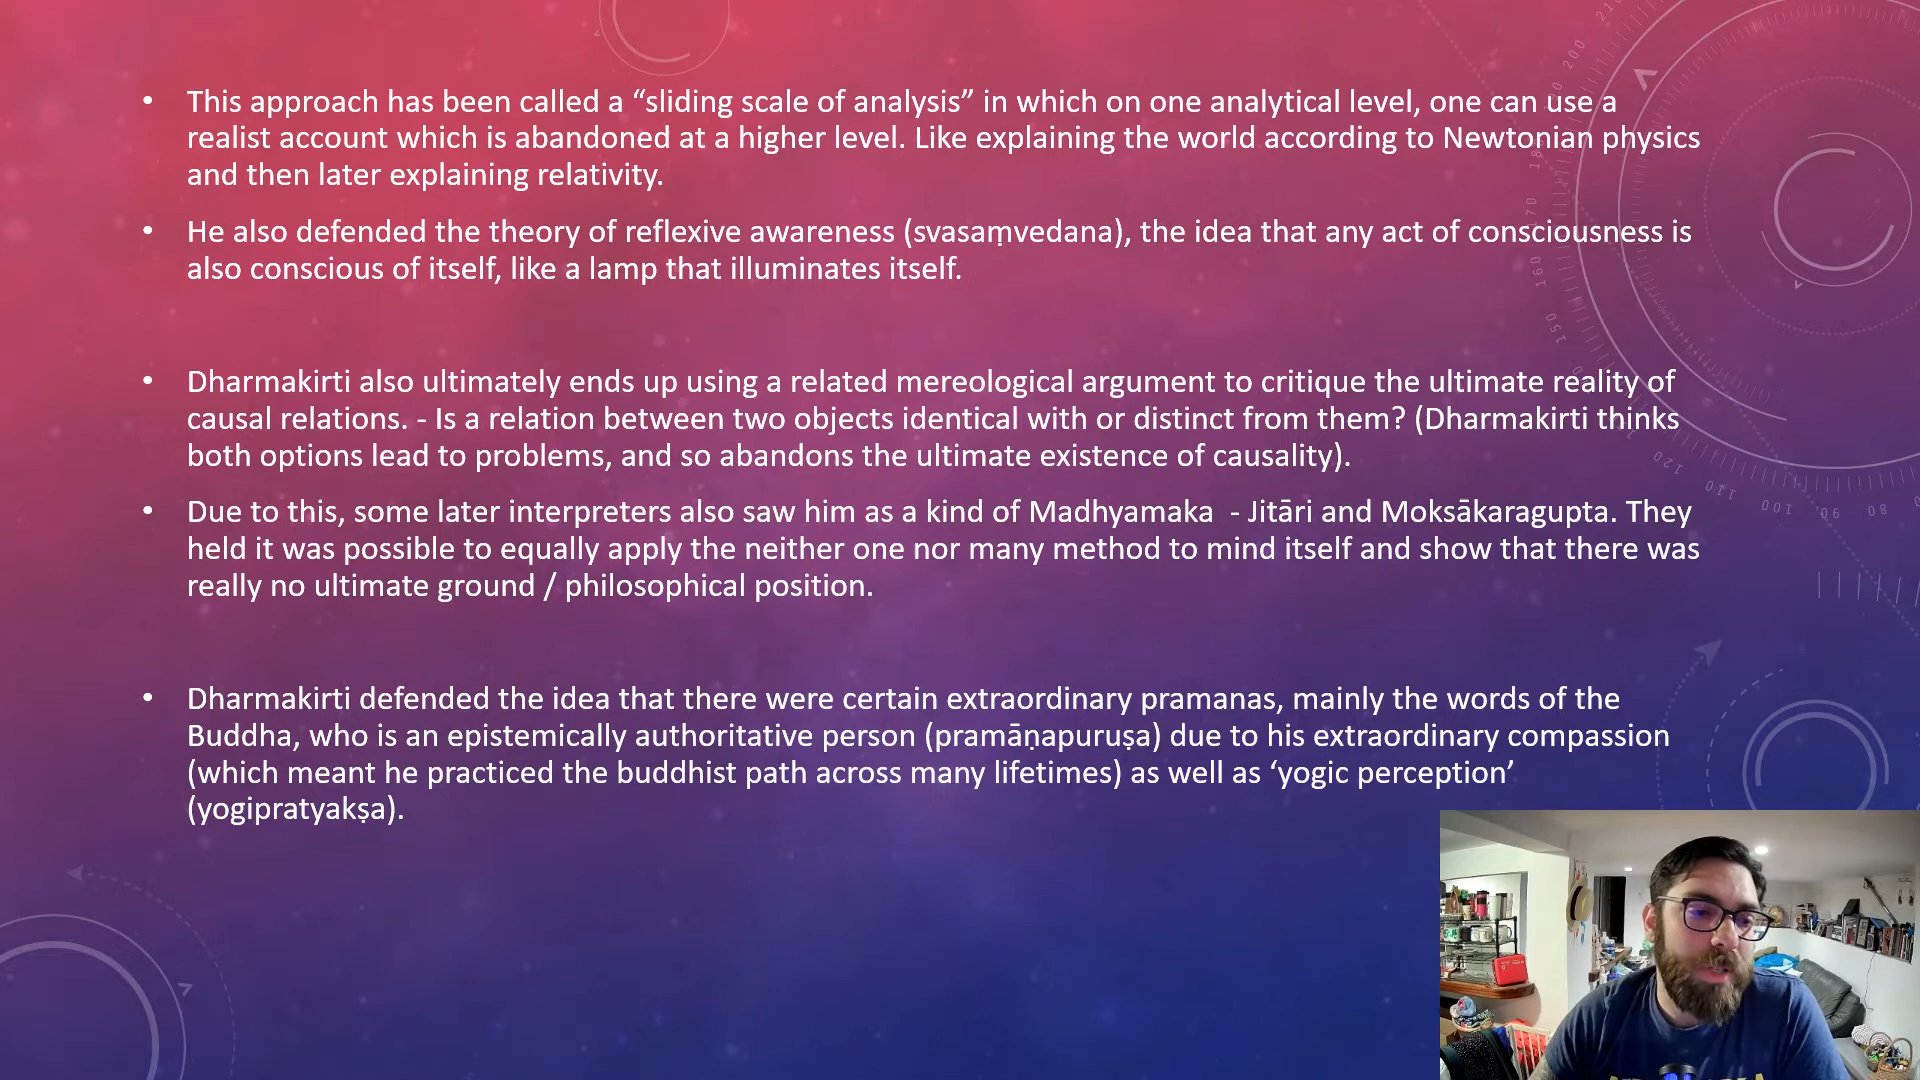 • This approach has been called a “sliding scale of analysis” in which on one analytical level, one can use a
realist account which is abandoned at a higher level. Like explaining the world according to Newtonian physics
and then later explaining relativity.
• He also defended the theory of reflexive awareness (svasaṃvedana), the idea that any act of consciousness is
also conscious of itself, like a lamp that illuminates itself.
• Dharmakirti also ultimately ends up using a related mereological argument to critique the ultimate reality of
causal relations. - Is a relation between two objects identical with or distinct from them? (Dharmakirti thinks
both options lead to problems, and so abandons the ultimate existence of causality).
• Due to this, some later interpreters also saw him as a kind of Madhyamaka  - Jitāri and Moksākaragupta. They
held it was possible to equally apply the neither one nor many method to mind itself and show that there was
really no ultimate ground / philosophical position.
• Dharmakirti defended the idea that there were certain extraordinary pramanas, mainly the words of the
Buddha, who is an epistemically authoritative person (pramāṇapuruṣa) due to his extraordinary compassion
(which meant he practiced the buddhist path across many lifetimes) as well as ‘yogic perception’
(yogipratyakṣa).
210
200
170
160
150
120
110
100
90
80